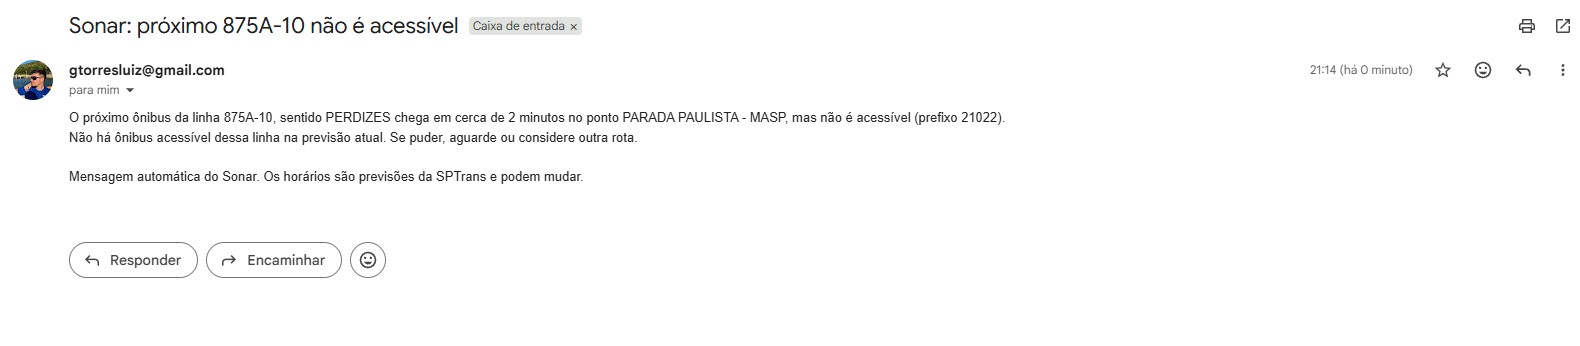 Sonar: próximo 875A-10 não é acessível Caixa de entrada ×
gtorresluiz@gmail.com 21:14 (há 0 minuto)
para mim
O próximo ônibus da linha 875A-10, sentido PERDIZES chega em cerca de 2 minutos no ponto PARADA PAULISTA - MASP, mas não é acessível (prefixo 21022).
Não há ônibus acessível dessa linha na previsão atual. Se puder, aguarde ou considere outra rota.
Mensagem automática do Sonar. Os horários são previsões da SPTrans e podem mudar.
Responder Encaminhar